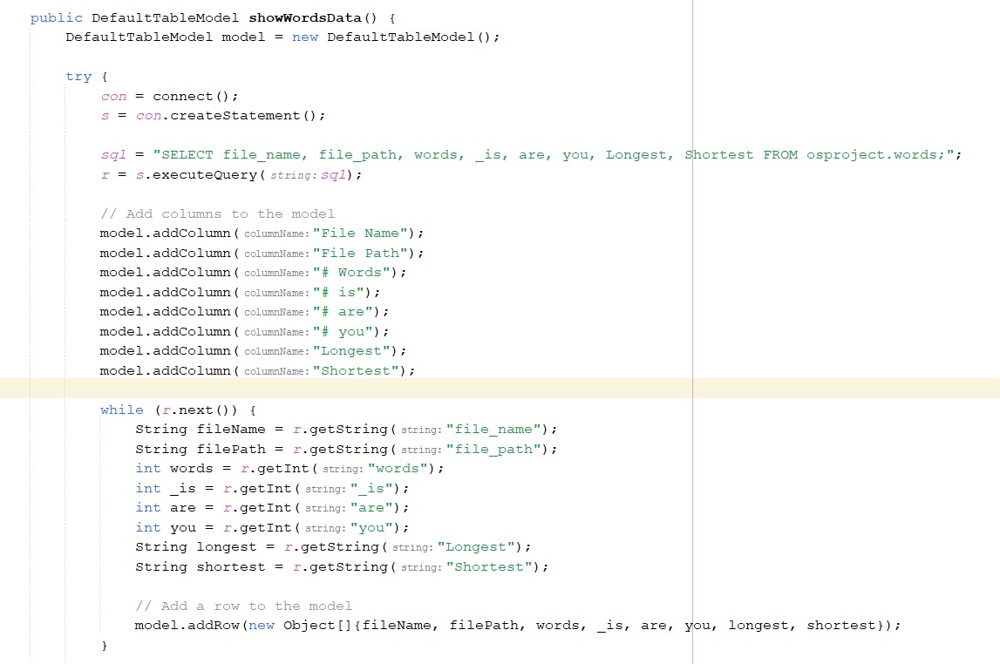 public DefaultTableModel showWordsData() {
DefaultTableModel model = new DefaultTableModel();
try {
con = connect();
s = con.createStatement();
sql = "SELECT file_name, file_path, words, _is, are, you, Longest, Shortest FROM osproject.words;";
r = s.executeQuery( string: sql);
// Add columns to the model
model.addColumn( columnName: "File Name");
model.addColumn( columnName: "File Path");
model.addColumn( columnName: "# Words");
model.addColumn( columnName: "# is");
model.addColumn( columnName: "# are");
model.addColumn( columnName: "# you");
model.addColumn( columnName: "Longest");
model.addColumn( columnName: "Shortest");
while (r.next()) {
String fileName = r.getString( string: "file_name");
String filePath = r.getString( string: "file_path");
int words = r.getInt( string: "words");
int _is = r.getInt( string: "_is");
int are = r.getInt( string: "are");
int you = r.getInt( string: "you");
String longest = r.getString( string: "Longest");
String shortest = r.getString( string: "Shortest");
// Add a row to the model
model.addRow(new Object[]{fileName, filePath, words, _is, are, you, longest, shortest});
}